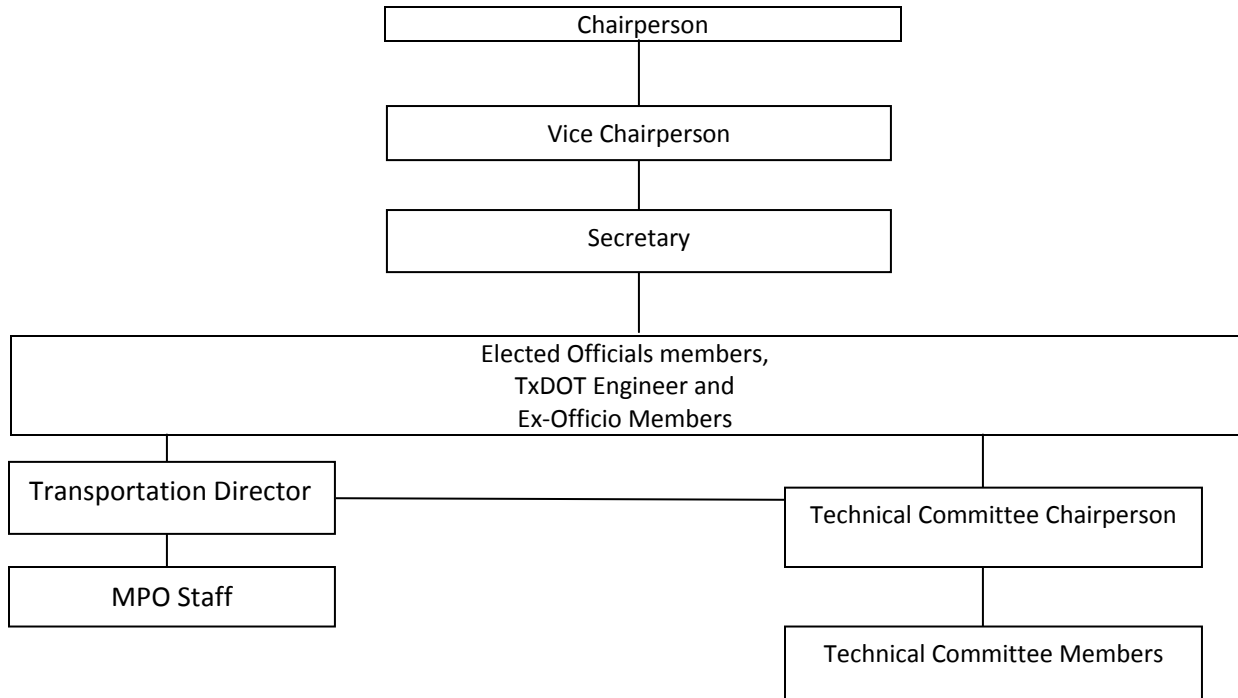 Chairperson
Vice Chairperson
Secretary
Elected Officials members,
TxDOT Engineer and
Ex-Officio Members
Transportation Director
Technical Committee Chairperson
MPO Staff
Technical Committee Members